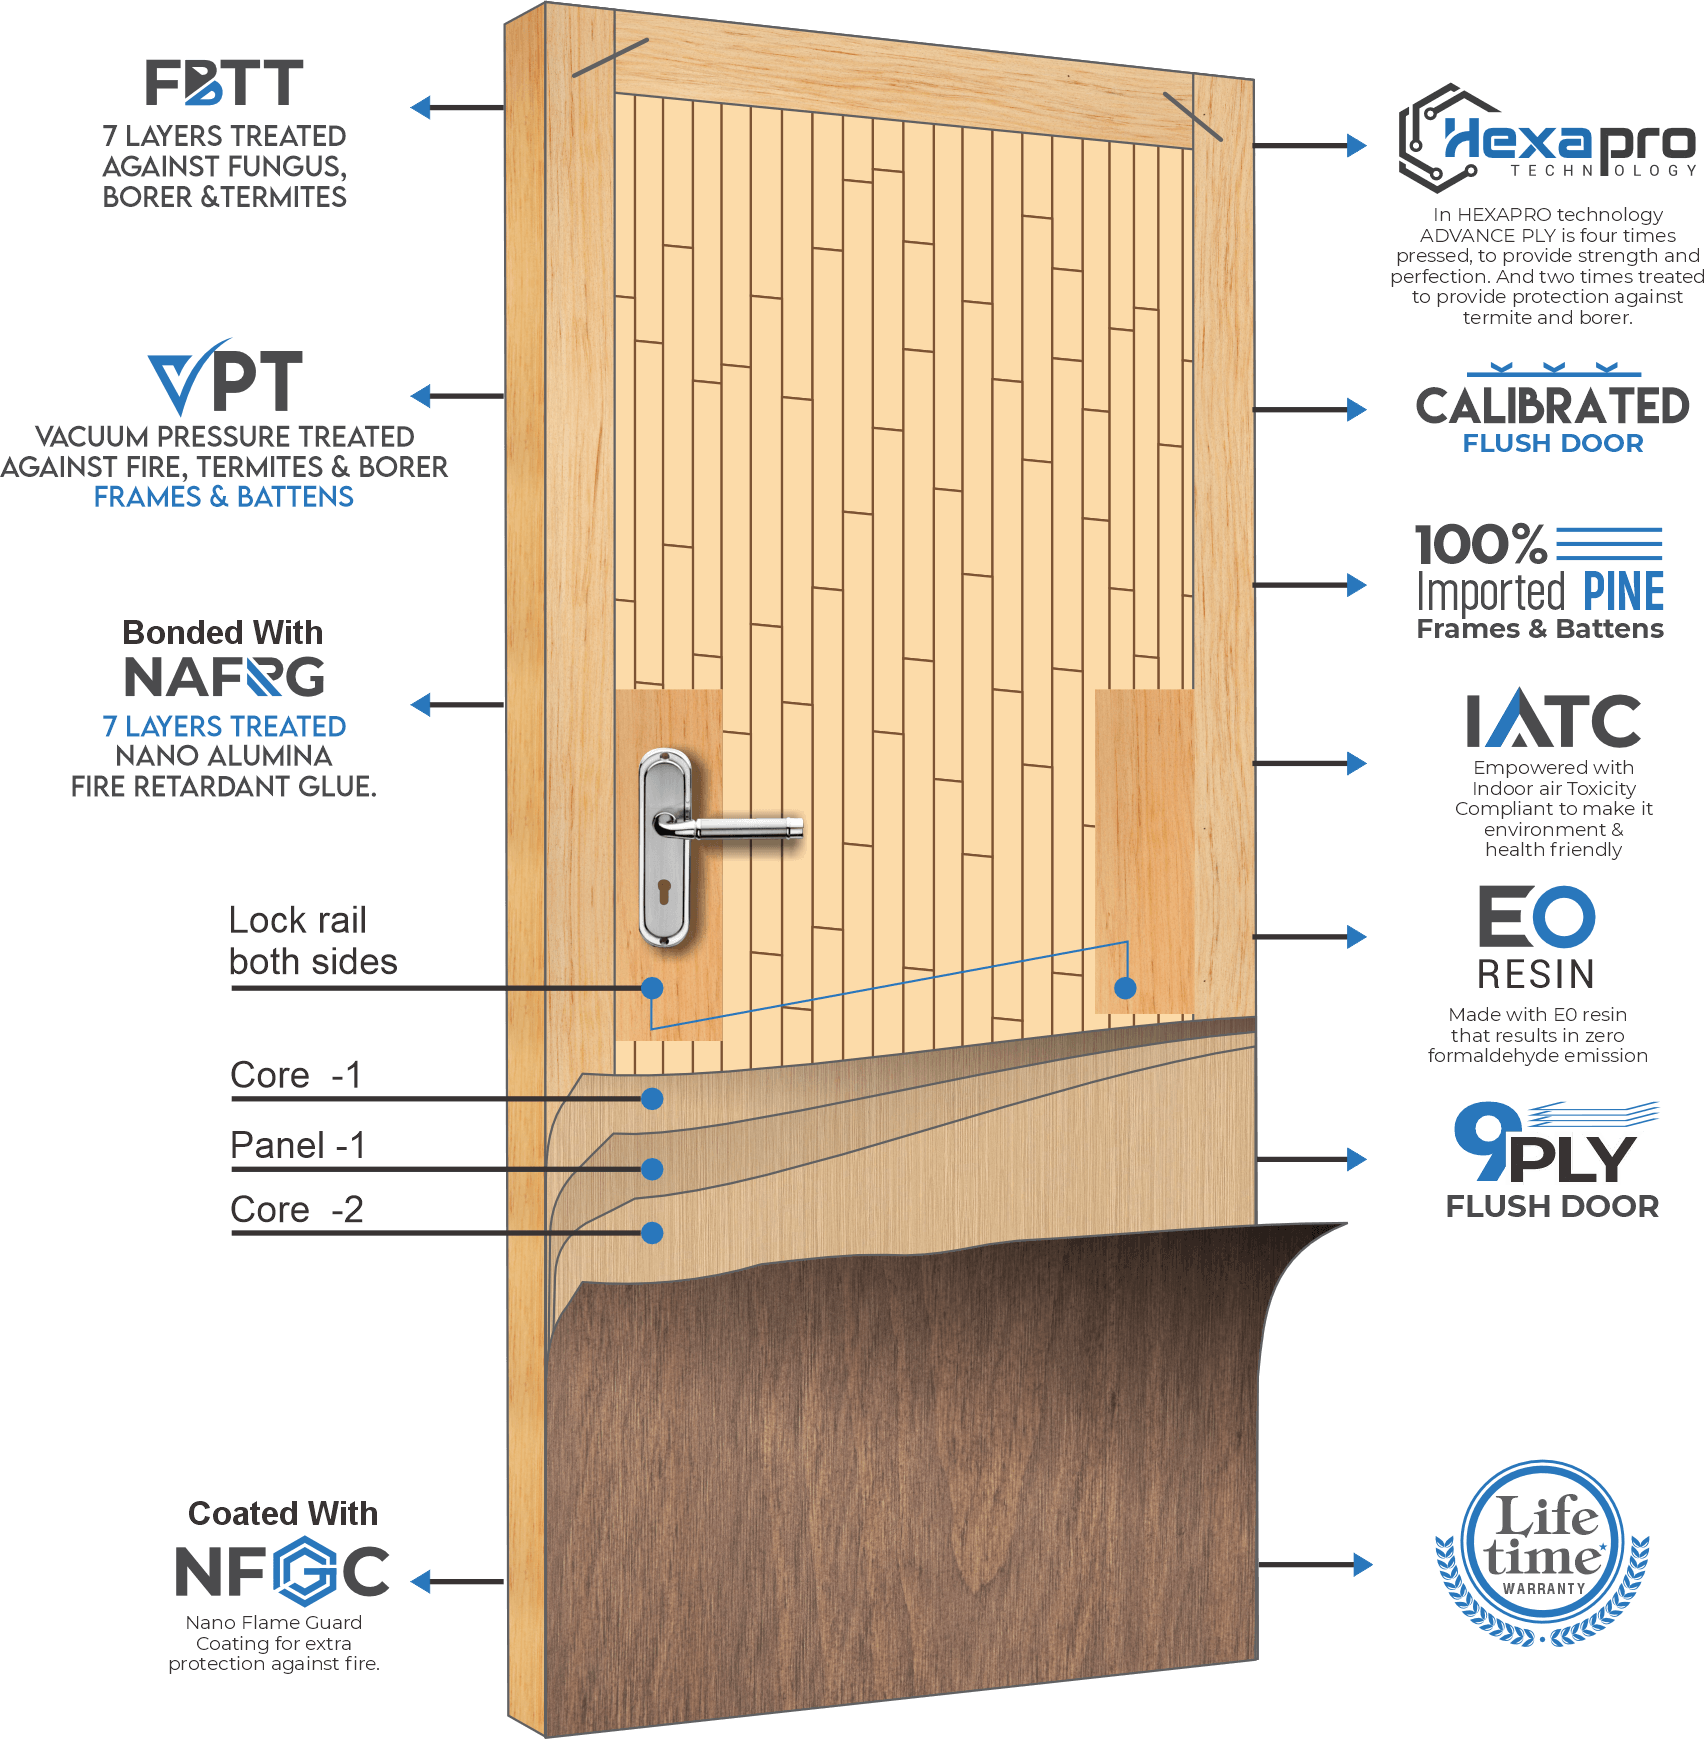 FBTT
7 LAYERS TREATED
AGAINST FUNGUS,
BORER &TERMITES
VPT
VACUUM PRESSURE TREATED
AGAINST FIRE, TERMITES & BORER
FRAMES & BATTENS
Bonded With
NAFRG
7 LAYERS TREATED
NANO ALUMINA
FIRE RETARDANT GLUE.
Lock rail
both sides
Core -1
Panel -1
Core -2
Coated With
NFGC
Nano Flame Guard
Coating for extra
protection against fire.
Hexapro
TECHNOLOGY
In HEXAPRO technology
ADVANCE PLY is four times
pressed, to provide strength and
perfection. And two times treated
to provide protection against
termite and borer.
CALIBRATED
FLUSH DOOR
100%
Imported PINE
Frames & Battens
IATC
Empowered with
Indoor air Toxicity
Compliant to make it
environment &
health friendly
E0
RESIN
Made with E0 resin
that results in zero
formaldehyde emission
9PLY
FLUSH DOOR
Life
time
WARRANTY